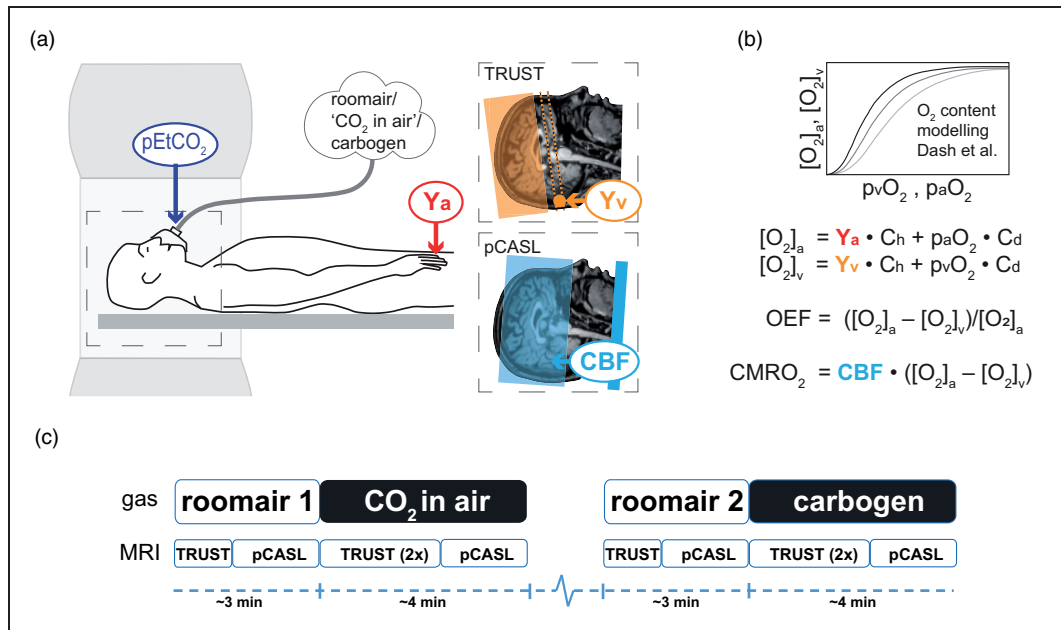 (a)
pEtCO₂
roomair/
'CO₂ in air'/
carbogen
Ya
TRUST
Yv
pCASL
CBF
(b)
[O₂]ₐ, [O₂]ᵥ
O₂ content
modelling
Dash et al.
pvO₂ , paO₂
[O₂]ₐ = Ya • Ch + paO₂ • Cd
[O₂]ᵥ = Yv • Ch + pvO₂ • Cd
OEF = ([O₂]ₐ – [O₂]ᵥ)/[O₂]ₐ
CMRO₂ = CBF • ([O₂]ₐ – [O₂]ᵥ)
(c)
gas roomair 1 CO₂ in air roomair 2 carbogen
MRI TRUST pCASL TRUST (2x) pCASL TRUST pCASL TRUST (2x) pCASL
~3 min ~4 min ~3 min ~4 min